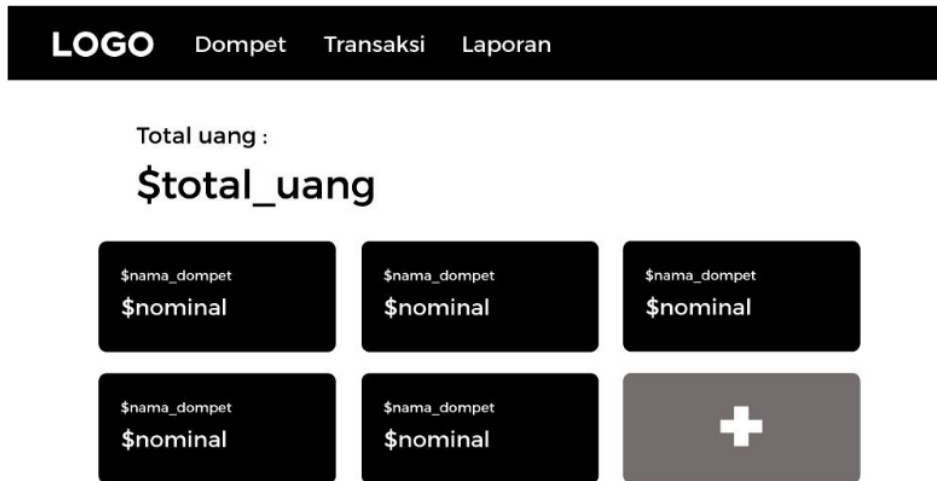 LOGO Dompet Transaksi Laporan
Total uang :
$total_uang
$nama_dompet
$nominal
$nama_dompet
$nominal
$nama_dompet
$nominal
$nama_dompet
$nominal
$nama_dompet
$nominal